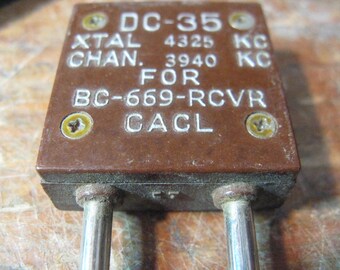 DC-35
XTAL 4325 KC
CHAN. 3940 KC
FOR
BC-669-RCVR
CACL